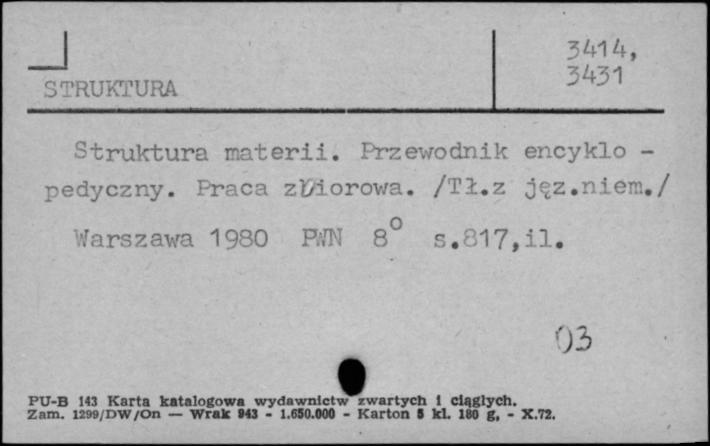 3414,
3431
STRUKTURA
Struktura materii. Przewodnik encyklo -
pedyczny. Praca zbiorowa. /Tł.z jęz.niem./
Warszawa 1980 PWN 8° s.817,il.
03
PU-B 143 Karta katalogowa wydawnictw zwartych i ciągłych.
Zam. 1299/DW/On — Wrak 943 - 1.650.000 - Karton 5 kl. 180 g, - X.72.